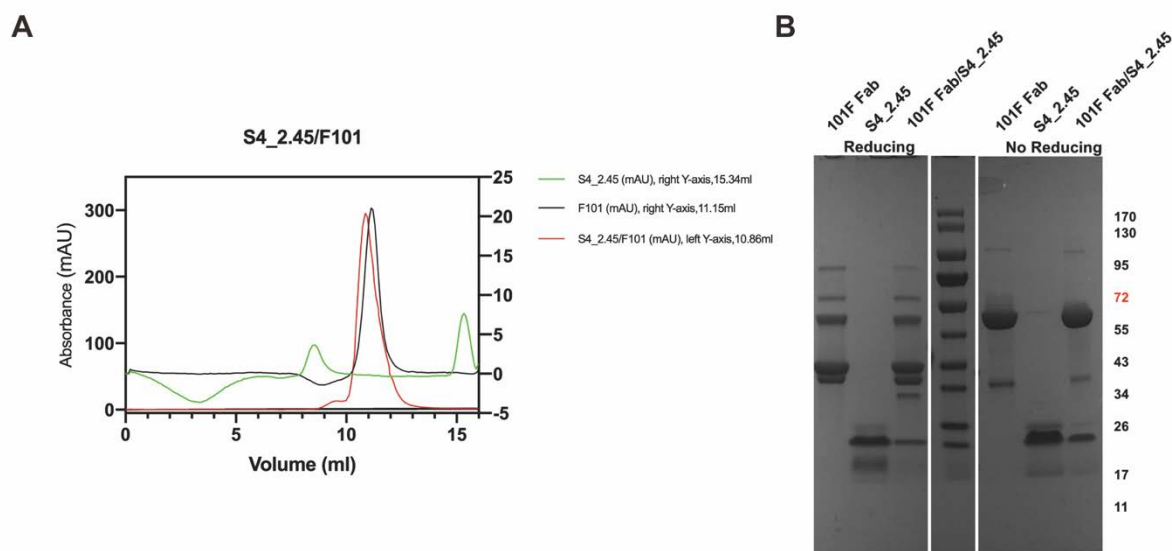 A
S4_2.45/F101
Absorbance (mAU)
300
200
100
0
25
20
15
10
5
0
-5
0
5
10
15
Volume (ml)
S4_2.45 (mAU), right Y-axis,15.34ml
F101 (mAU), right Y-axis,11.15ml
S4_2.45/F101 (mAU), left Y-axis,10.86ml
B
101F Fab
S4_2.45
101F Fab/S4_2.45
101F Fab
S4_2.45
101F Fab/S4_2.45
Reducing
No Reducing
170
130
95
72
55
43
34
26
17
11